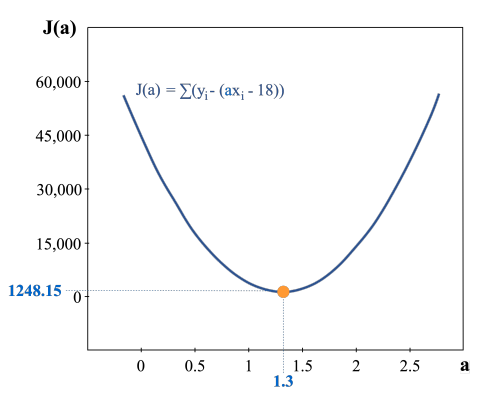 J(a)
J(a) = ∑(yᵢ - (axᵢ - 18))
60,000
45,000
30,000
15,000
1248.15
0
0 0.5 1 1.5 2 2.5 a
1.3